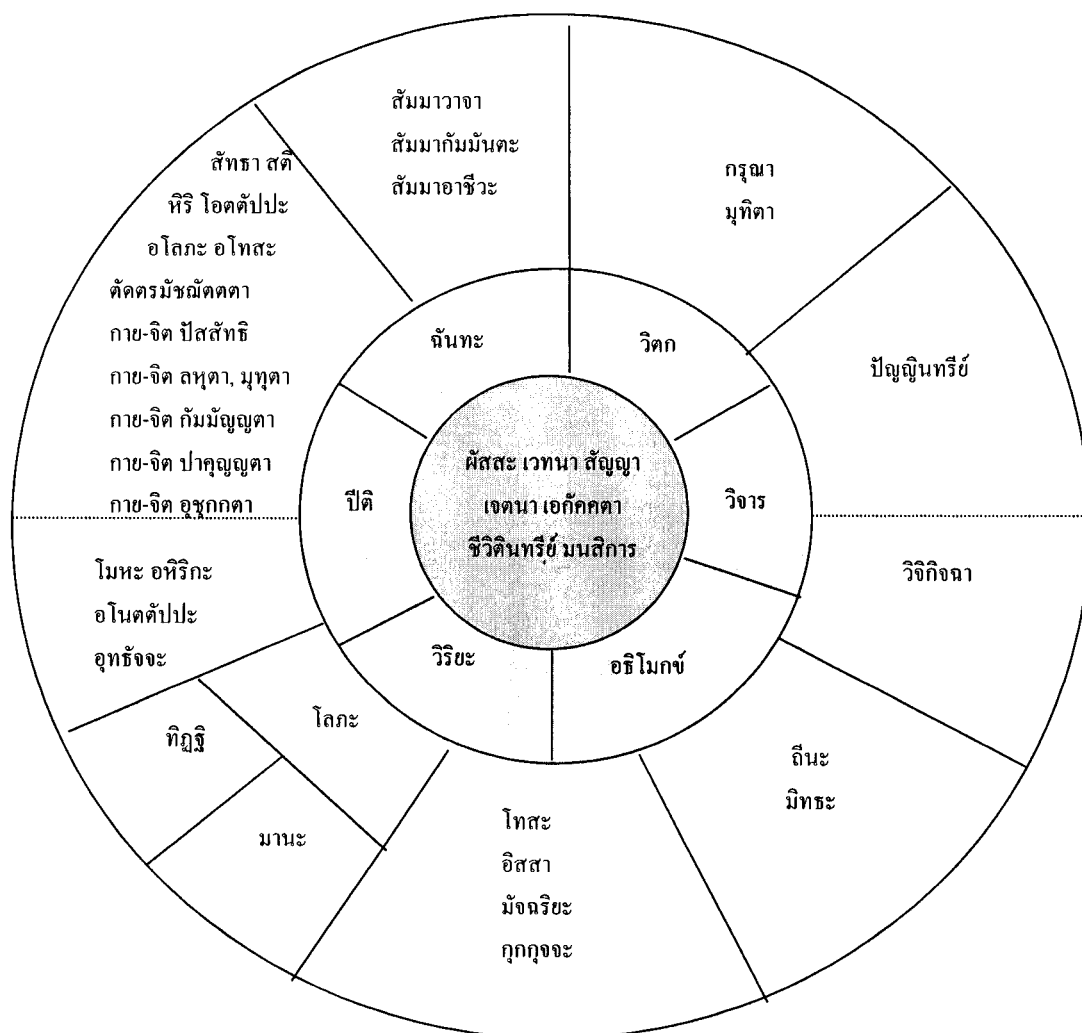 สัมมาวาจา
สัมมากัมมันตะ
สัมมาอาชีวะ
กรุณา
มุทิตา
สัทธา สติ
หิริ โอตตัปปะ
อโลภะ อโทสะ
ตัดตรมัชฌัตตตา
กาย-จิต ปัสสัทธิ
กาย-จิต ลหุตา, มุทุตา
กาย-จิต กัมมัญญตา
กาย-จิต ปาคุญญตา
กาย-จิต อุชุกกตา
ฉันทะ
วิตก
ปัญญินทรีย์
ปีติ
ผัสสะ เวทนา สัญญา
เจตนา เอกัคคตา
ชีวิตินทรีย์ มนสิการ
วิจาร
โมหะ อหิริกะ
อโนตตัปปะ
อุทธัจจะ
วิจิกิจฉา
วิริยะ
อธิโมกข์
ทิฏฐิ
โลภะ
มานะ
โทสะ
อิสสา
มัจฉริยะ
กุกกุจจะ
ถีนะ
มิทธะ